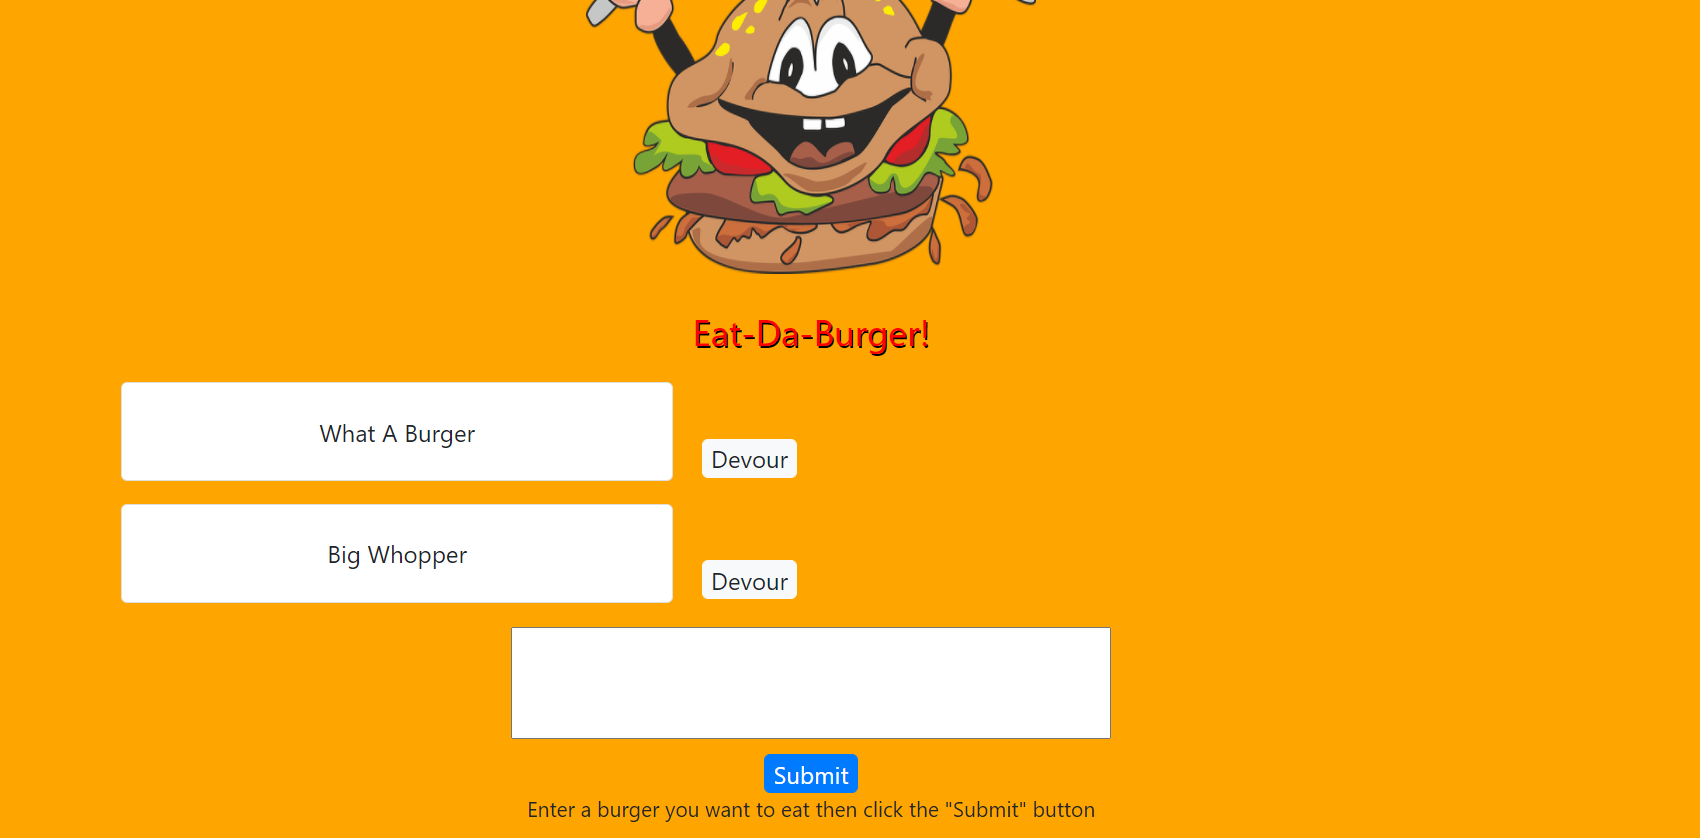 Eat-Da-Burger!
What A Burger
Devour
Big Whopper
Devour
Submit
Enter a burger you want to eat then click the "Submit" button